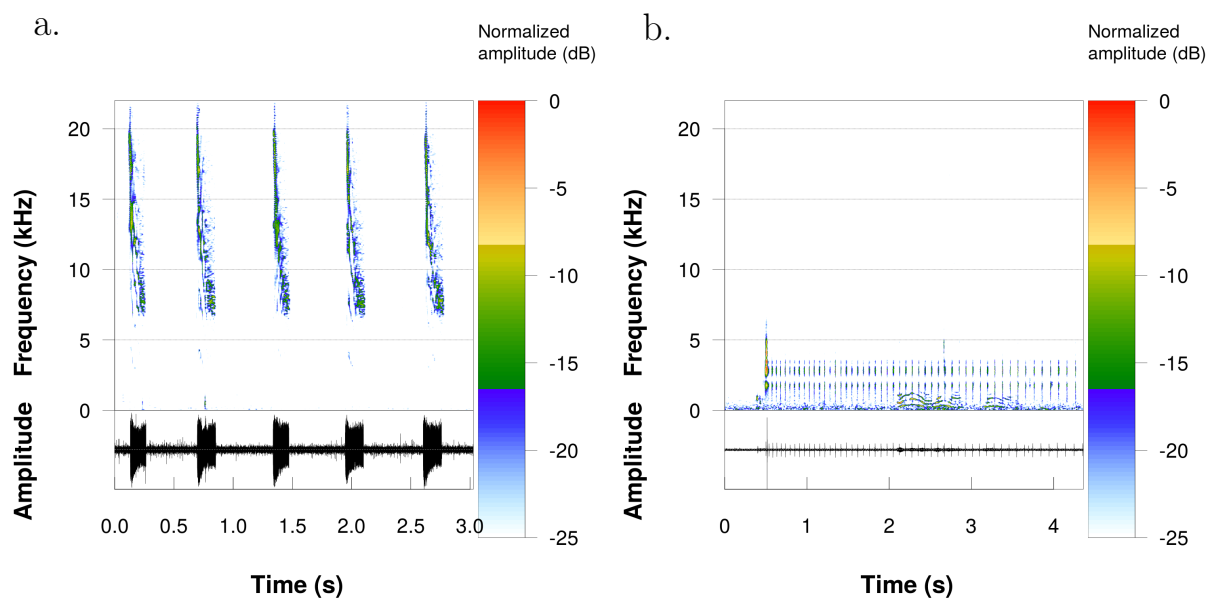 a.
Normalized
amplitude (dB)
Frequency (kHz)
20
15
10
5
0
0
-5
-10
-15
-20
-25
Amplitude
0.0 0.5 1.0 1.5 2.0 2.5 3.0
Time (s)
b.
Normalized
amplitude (dB)
Frequency (kHz)
20
15
10
5
0
0
-5
-10
-15
-20
-25
Amplitude
0 1 2 3 4
Time (s)